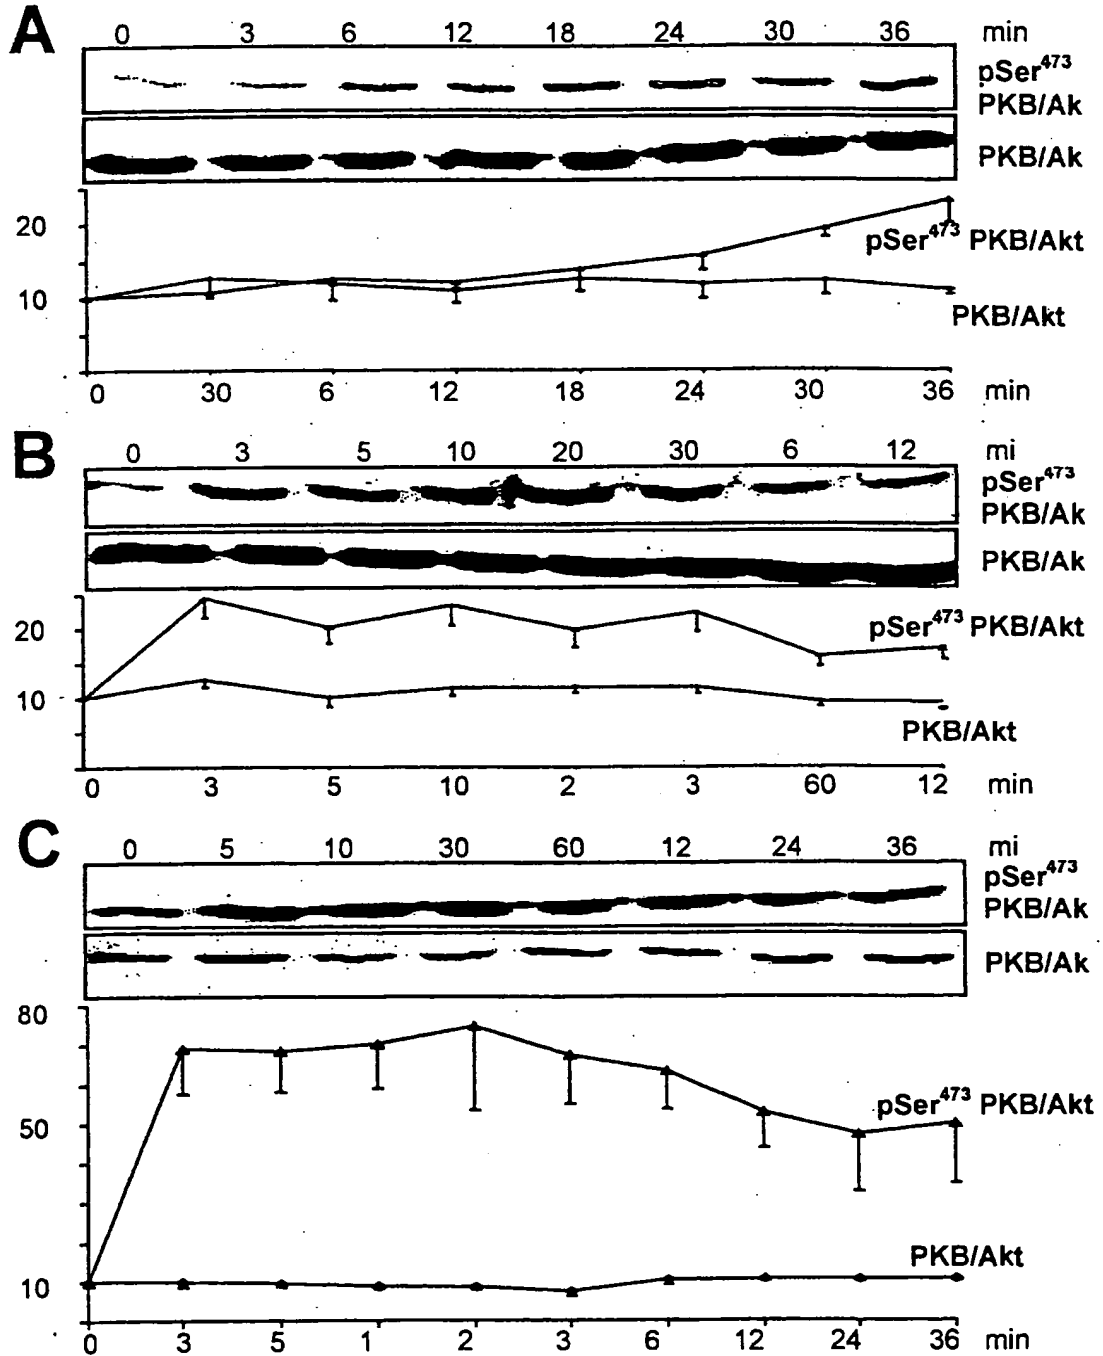 A
0 3 6 12 18 24 30 36 min
pSer473
PKB/Ak
PKB/Ak
20
pSer473 PKB/Akt
10
PKB/Akt
0 30 6 12 18 24 30 36 min
B
0 3 5 10 20 30 6 12 mi
pSer473
PKB/Ak
PKB/Ak
20
pSer473 PKB/Akt
10
PKB/Akt
0 3 5 10 2 3 60 12 min
C
0 5 10 30 60 12 24 36 mi
pSer473
PKB/Ak
PKB/Ak
80
pSer473 PKB/Akt
50
PKB/Akt
10
0 3 5 1 2 3 6 12 24 36 min